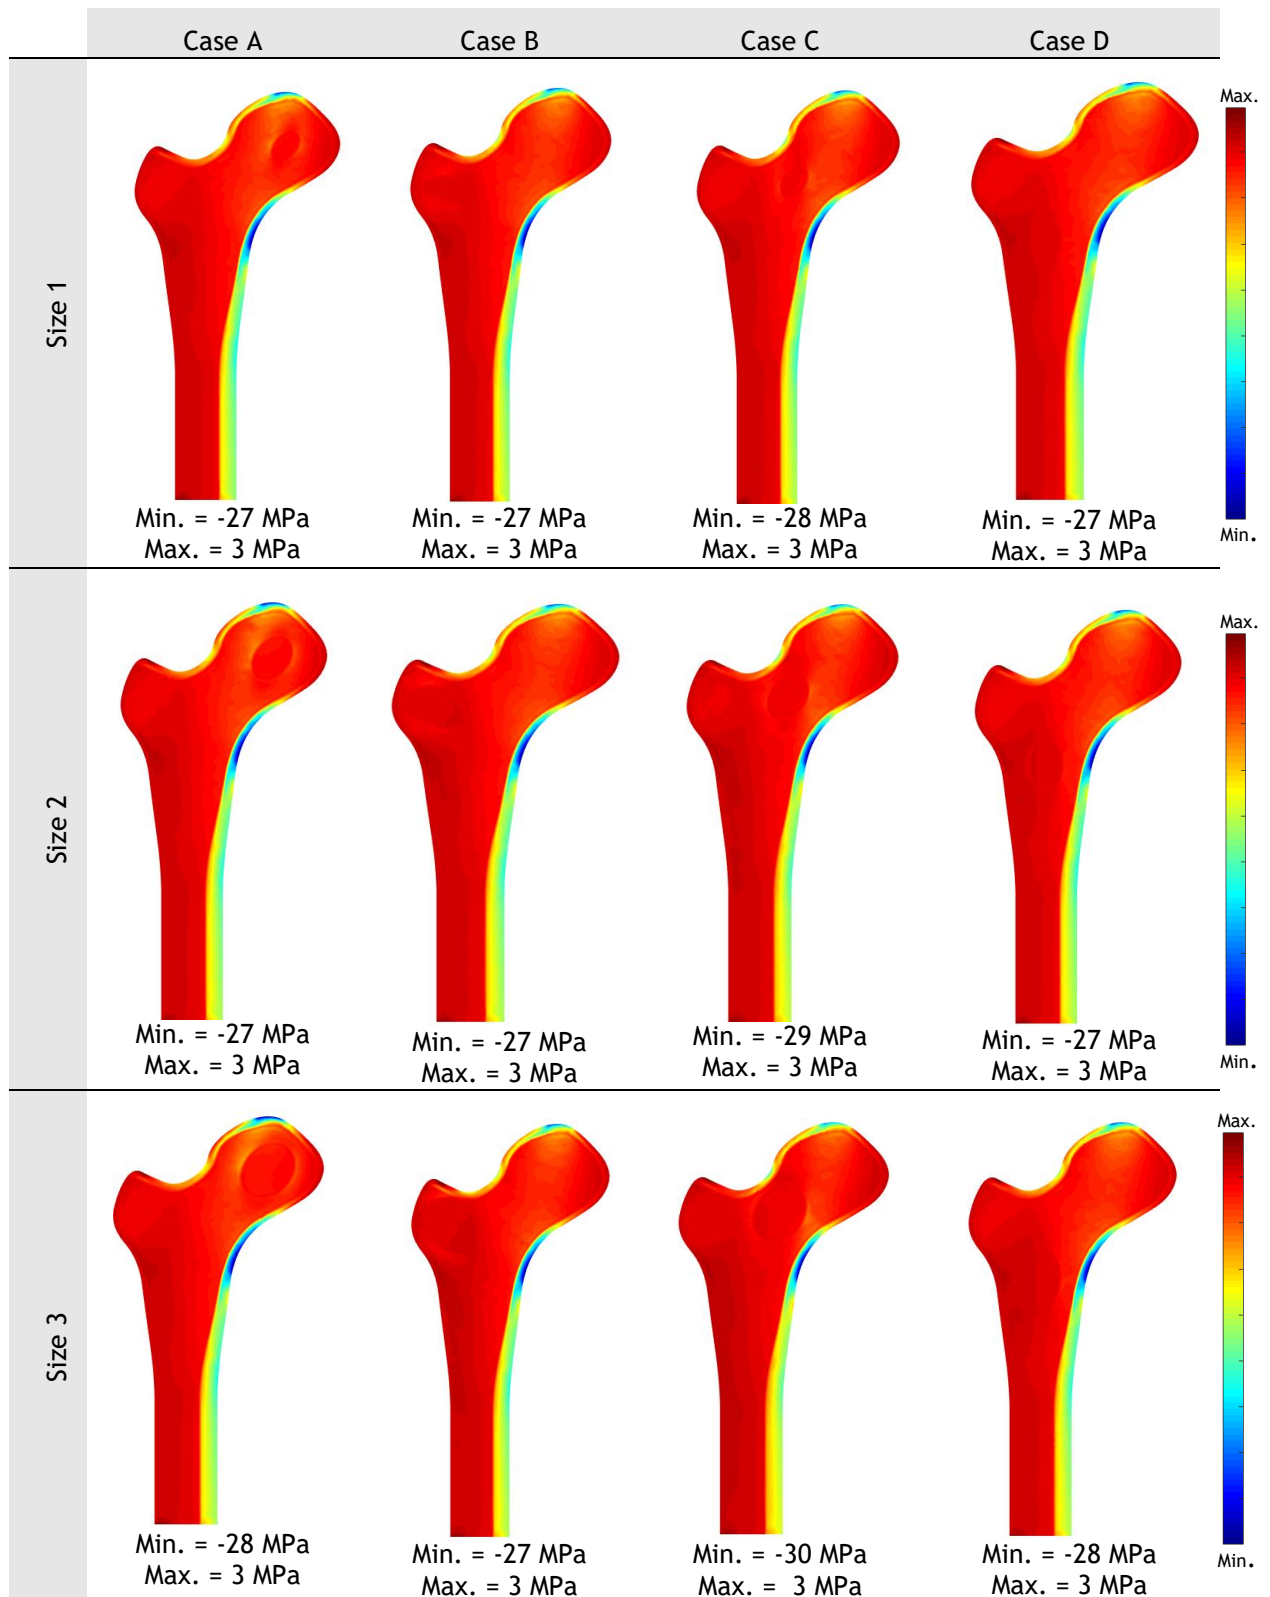 Case A
Case B
Case C
Case D
Size 1
Max.
Min.
Min. = -27 MPa
Max. = 3 MPa
Min. = -27 MPa
Max. = 3 MPa
Min. = -28 MPa
Max. = 3 MPa
Min. = -27 MPa
Max. = 3 MPa
Size 2
Max.
Min.
Min. = -27 MPa
Max. = 3 MPa
Min. = -27 MPa
Max. = 3 MPa
Min. = -29 MPa
Max. = 3 MPa
Min. = -27 MPa
Max. = 3 MPa
Size 3
Max.
Min.
Min. = -28 MPa
Max. = 3 MPa
Min. = -27 MPa
Max. = 3 MPa
Min. = -30 MPa
Max. = 3 MPa
Min. = -28 MPa
Max. = 3 MPa